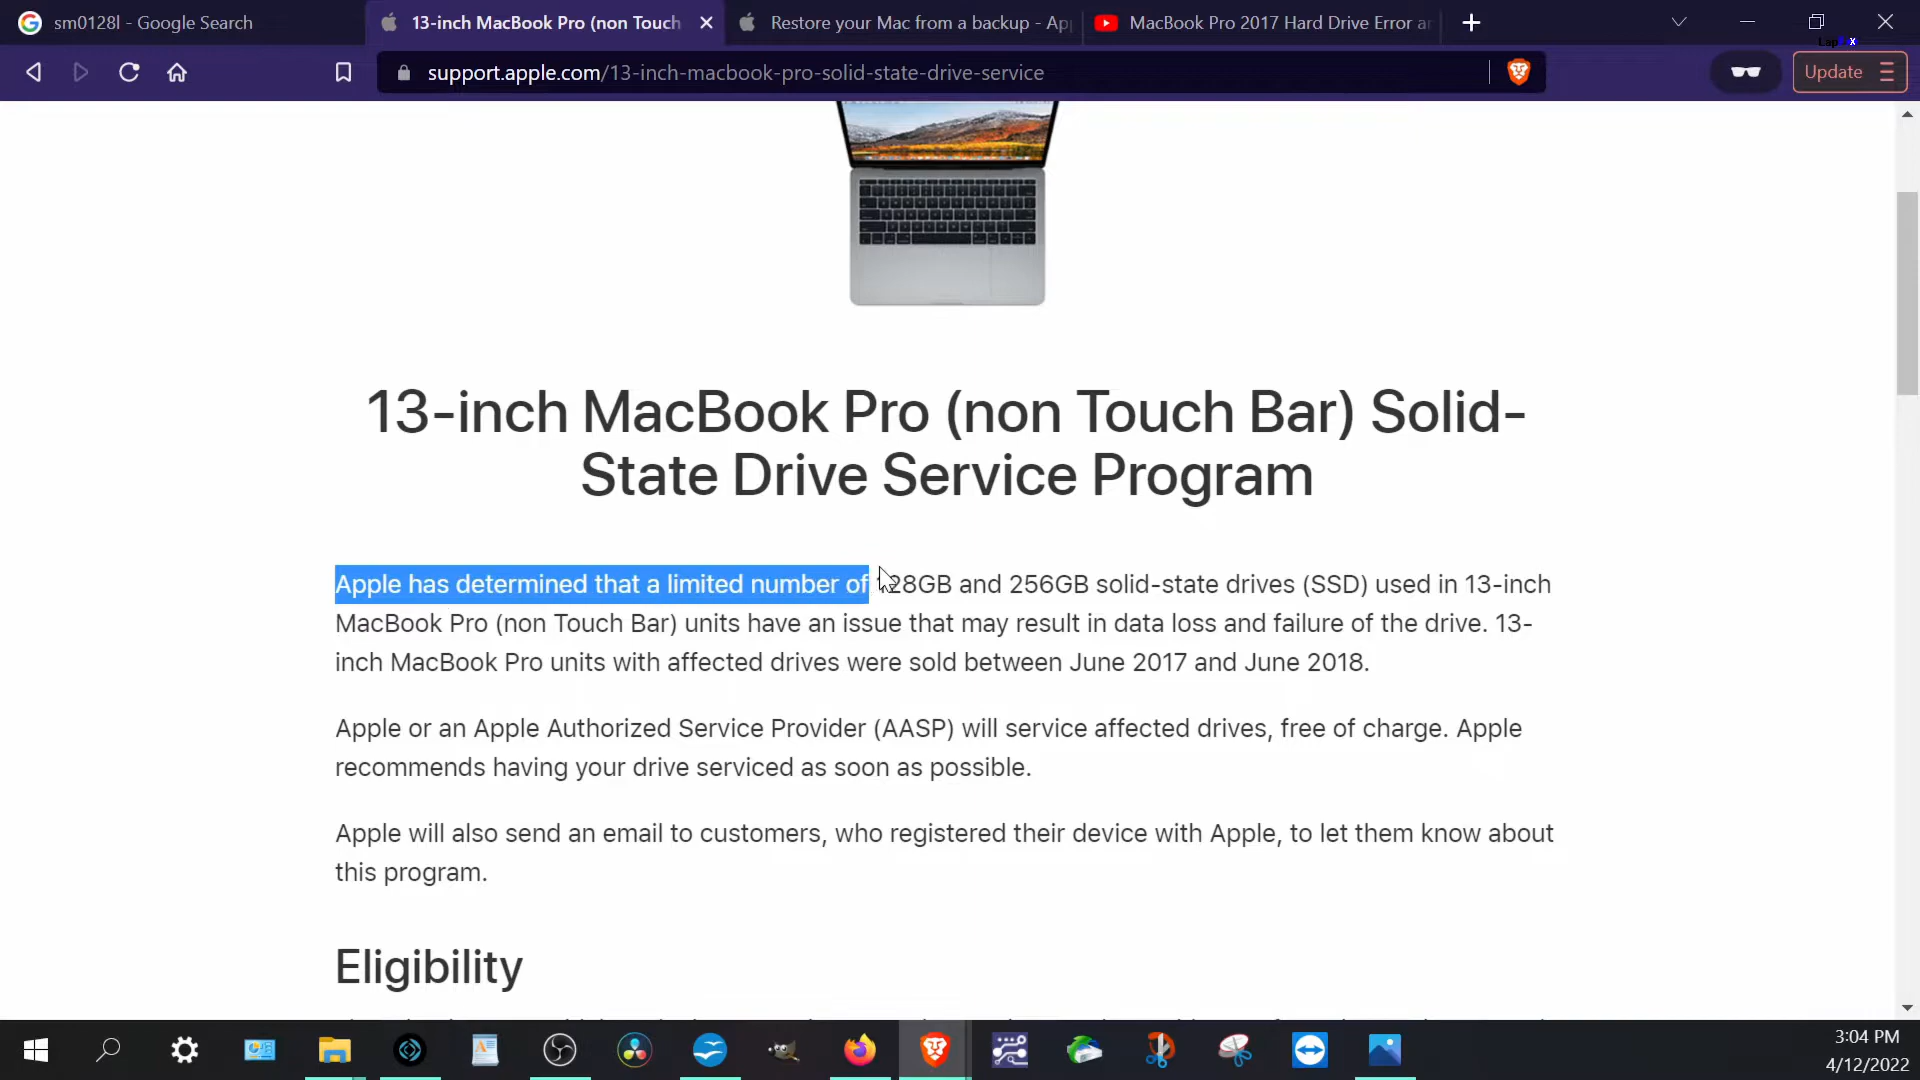 sm0128l - Google Search
13-inch MacBook Pro (non Touch
Restore your Mac from a backup - Ap
MacBook Pro 2017 Hard Drive Error a
support.apple.com/13-inch-macbook-pro-solid-state-drive-service
Update
13-inch MacBook Pro (non Touch Bar) Solid-
State Drive Service Program
Apple has determined that a limited number of 128GB and 256GB solid-state drives (SSD) used in 13-inch
MacBook Pro (non Touch Bar) units have an issue that may result in data loss and failure of the drive. 13-
inch MacBook Pro units with affected drives were sold between June 2017 and June 2018.
Apple or an Apple Authorized Service Provider (AASP) will service affected drives, free of charge. Apple
recommends having your drive serviced as soon as possible.
Apple will also send an email to customers, who registered their device with Apple, to let them know about
this program.
Eligibility
3:04 PM
4/12/2022